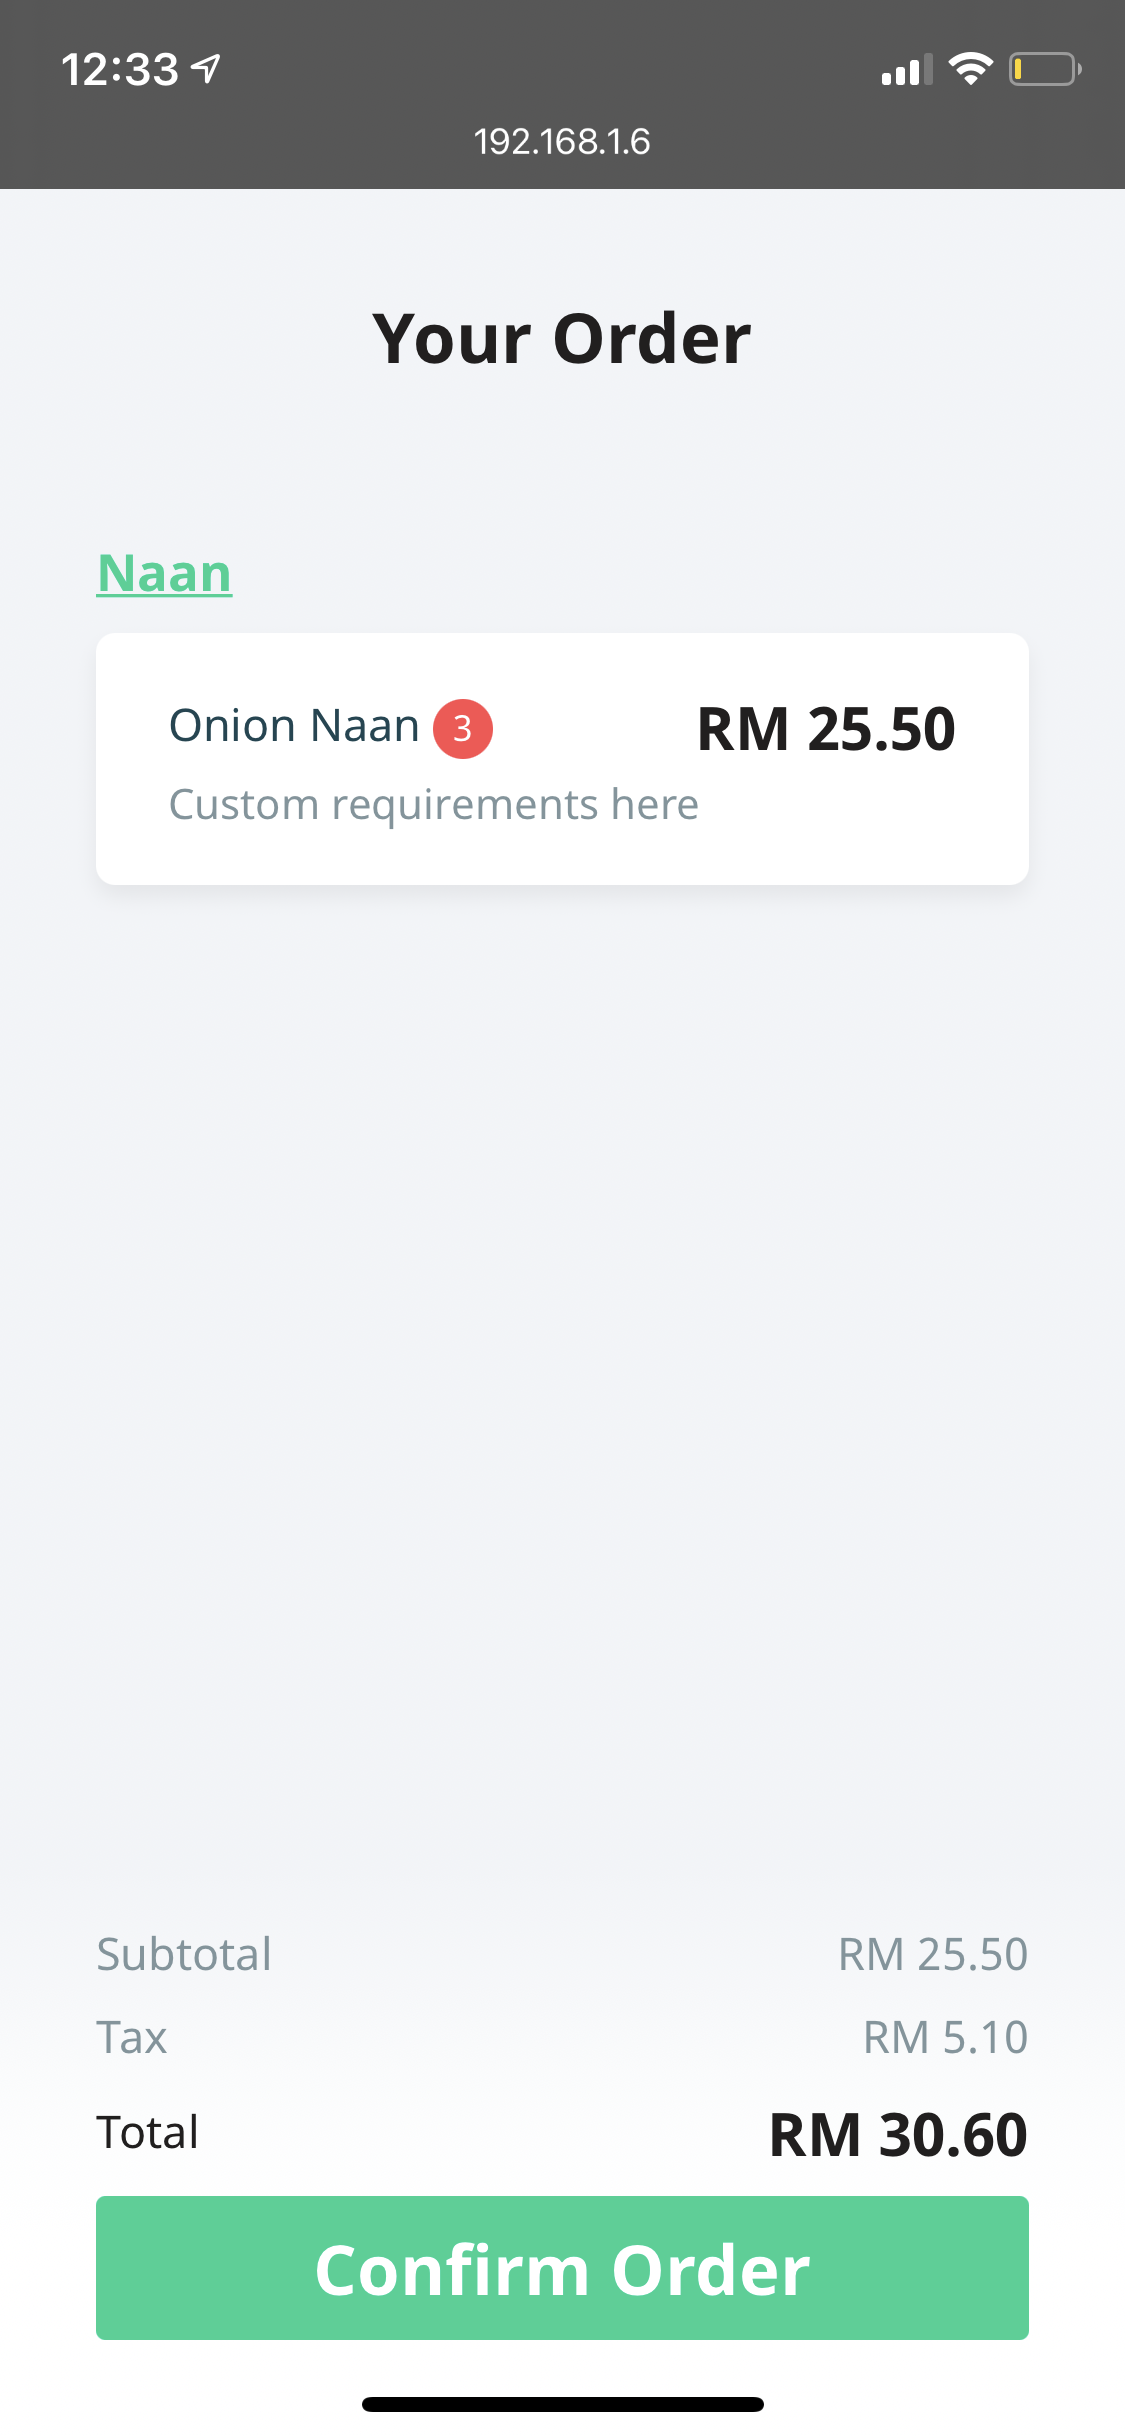 12:33
192.168.1.6
Your Order
Naan
Onion Naan 3 RM 25.50
Custom requirements here
Subtotal RM 25.50
Tax RM 5.10
Total RM 30.60
Confirm Order